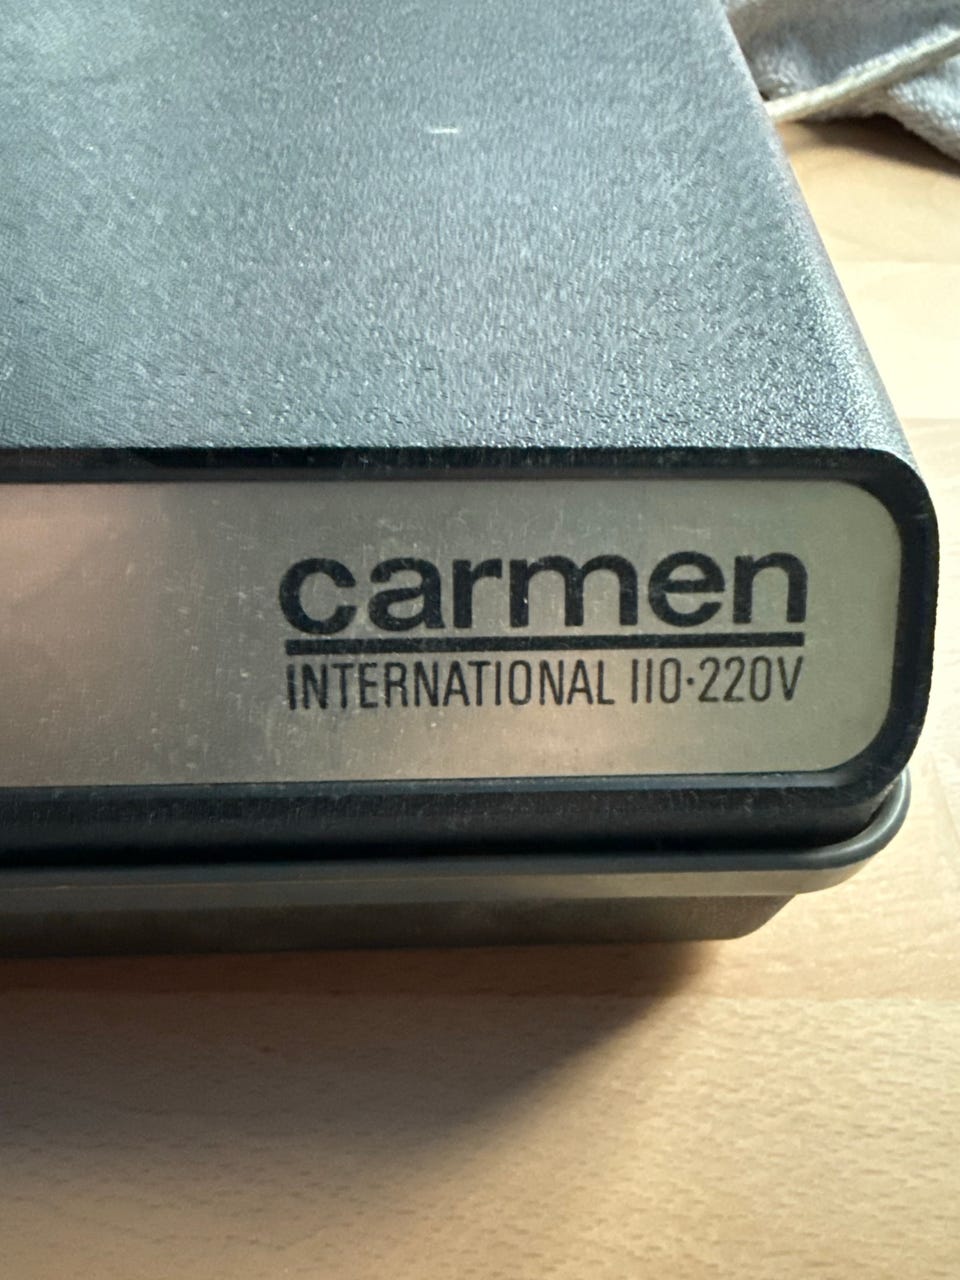 carmen
INTERNATIONAL 110·220V